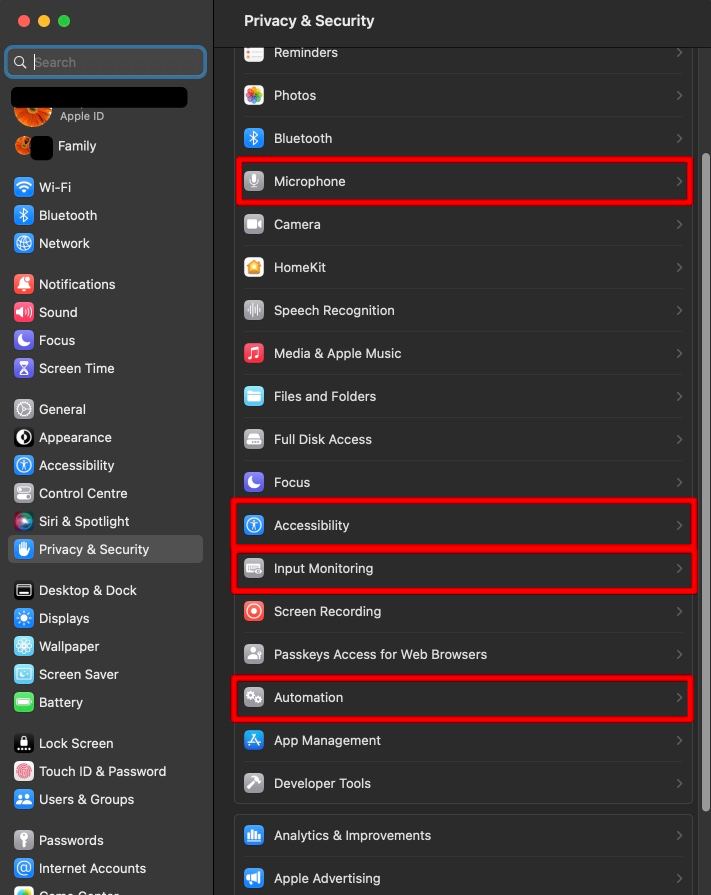 Privacy & Security
Search
Apple ID
Family
Wi-Fi
Bluetooth
Network
Notifications
Sound
Focus
Screen Time
General
Appearance
Accessibility
Control Centre
Siri & Spotlight
Privacy & Security
Desktop & Dock
Displays
Wallpaper
Screen Saver
Battery
Lock Screen
Touch ID & Password
Users & Groups
Passwords
Internet Accounts
Game Center
Reminders
Photos
Bluetooth
Microphone
Camera
HomeKit
Speech Recognition
Media & Apple Music
Files and Folders
Full Disk Access
Focus
Accessibility
Input Monitoring
Screen Recording
Passkeys Access for Web Browsers
Automation
App Management
Developer Tools
Analytics & Improvements
Apple Advertising